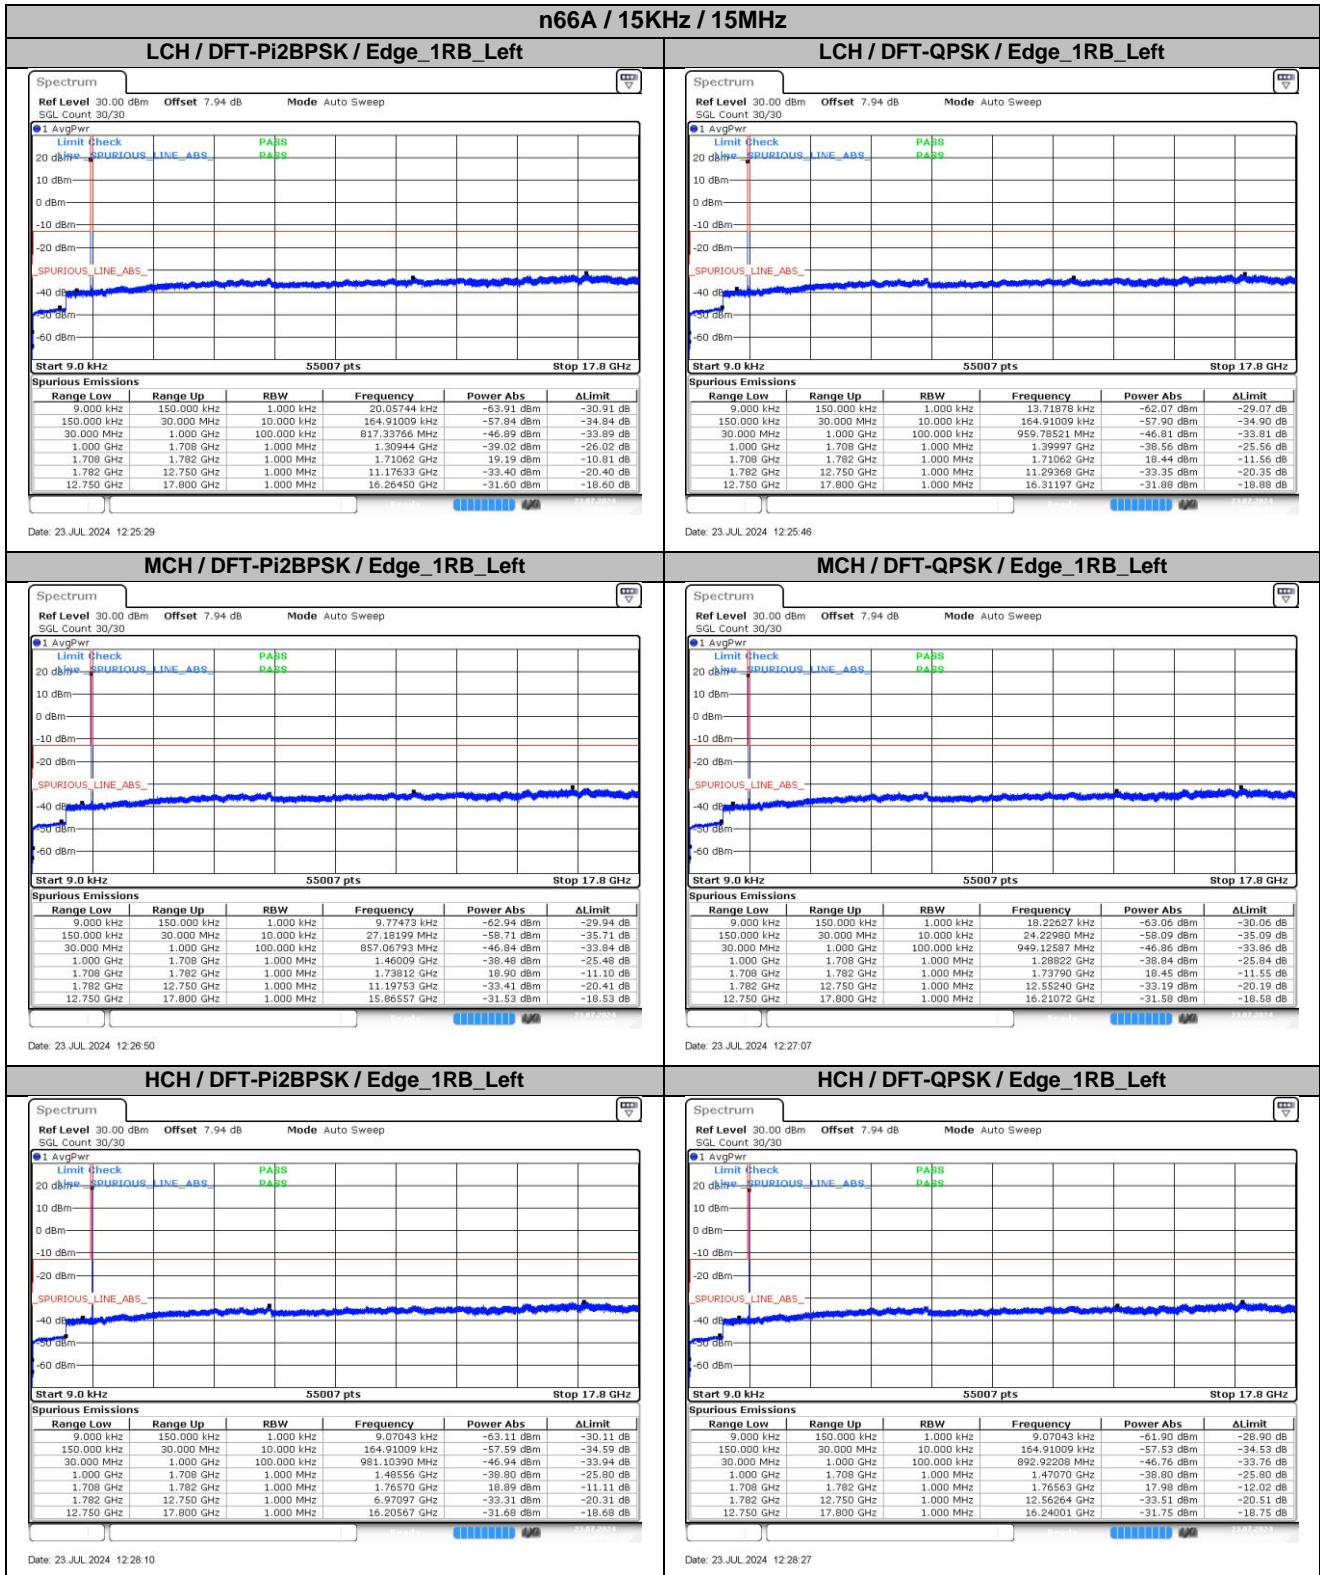 n66A / 15KHz / 15MHz
LCH / DFT-Pi2BPSK / Edge_1RB_Left
Spectrum
Ref Level 30.00 dBm Offset 7.94 dB Mode Auto Sweep
SGL Count 30/30
1 AvgPwr
Limit Check PASS
20 dBm Line _SPURIOUS_LINE_ABS_ PASS
10 dBm
0 dBm
-10 dBm
-20 dBm
_SPURIOUS_LINE_ABS_
-40 dBm
-50 dBm
-60 dBm
Start 9.0 kHz 55007 pts Stop 17.8 GHz
Spurious Emissions
Range Low Range Up RBW Frequency Power Abs ΔLimit
9.000 kHz 150.000 kHz 1.000 kHz 20.05744 kHz -63.91 dBm -30.91 dB
150.000 kHz 30.000 MHz 10.000 kHz 164.91009 kHz -57.84 dBm -34.84 dB
30.000 MHz 1.000 GHz 100.000 kHz 817.33766 MHz -46.89 dBm -33.89 dB
1.000 GHz 1.708 GHz 1.000 MHz 1.30944 GHz -39.02 dBm -26.02 dB
1.708 GHz 1.782 GHz 1.000 MHz 1.71062 GHz 19.19 dBm -10.81 dB
1.782 GHz 12.750 GHz 1.000 MHz 11.17633 GHz -33.40 dBm -20.40 dB
12.750 GHz 17.800 GHz 1.000 MHz 16.26450 GHz -31.60 dBm -18.60 dB
Date: 23.JUL.2024 12:25:29
LCH / DFT-QPSK / Edge_1RB_Left
Spectrum
Ref Level 30.00 dBm Offset 7.94 dB Mode Auto Sweep
SGL Count 30/30
1 AvgPwr
Limit Check PASS
20 dBm Line _SPURIOUS_LINE_ABS_ PASS
10 dBm
0 dBm
-10 dBm
-20 dBm
_SPURIOUS_LINE_ABS_
-40 dBm
-50 dBm
-60 dBm
Start 9.0 kHz 55007 pts Stop 17.8 GHz
Spurious Emissions
Range Low Range Up RBW Frequency Power Abs ΔLimit
9.000 kHz 150.000 kHz 1.000 kHz 13.71878 kHz -62.07 dBm -29.07 dB
150.000 kHz 30.000 MHz 10.000 kHz 164.91009 kHz -57.90 dBm -34.90 dB
30.000 MHz 1.000 GHz 100.000 kHz 959.78521 MHz -46.81 dBm -33.81 dB
1.000 GHz 1.708 GHz 1.000 MHz 1.39997 GHz -38.56 dBm -25.56 dB
1.708 GHz 1.782 GHz 1.000 MHz 1.71062 GHz 18.44 dBm -11.56 dB
1.782 GHz 12.750 GHz 1.000 MHz 11.29368 GHz -33.35 dBm -20.35 dB
12.750 GHz 17.800 GHz 1.000 MHz 16.31197 GHz -31.88 dBm -18.88 dB
Date: 23.JUL.2024 12:25:46
MCH / DFT-Pi2BPSK / Edge_1RB_Left
Spectrum
Ref Level 30.00 dBm Offset 7.94 dB Mode Auto Sweep
SGL Count 30/30
1 AvgPwr
Limit Check PASS
20 dBm Line _SPURIOUS_LINE_ABS_ PASS
10 dBm
0 dBm
-10 dBm
-20 dBm
_SPURIOUS_LINE_ABS_
-40 dBm
-50 dBm
-60 dBm
Start 9.0 kHz 55007 pts Stop 17.8 GHz
Spurious Emissions
Range Low Range Up RBW Frequency Power Abs ΔLimit
9.000 kHz 150.000 kHz 1.000 kHz 9.77473 kHz -62.94 dBm -29.94 dB
150.000 kHz 30.000 MHz 10.000 kHz 27.18199 MHz -58.71 dBm -35.71 dB
30.000 MHz 1.000 GHz 100.000 kHz 857.06793 MHz -46.84 dBm -33.84 dB
1.000 GHz 1.708 GHz 1.000 MHz 1.46009 GHz -38.48 dBm -25.48 dB
1.708 GHz 1.782 GHz 1.000 MHz 1.73812 GHz 18.90 dBm -11.10 dB
1.782 GHz 12.750 GHz 1.000 MHz 11.19753 GHz -33.41 dBm -20.41 dB
12.750 GHz 17.800 GHz 1.000 MHz 15.86557 GHz -31.53 dBm -18.53 dB
Date: 23.JUL.2024 12:26:50
MCH / DFT-QPSK / Edge_1RB_Left
Spectrum
Ref Level 30.00 dBm Offset 7.94 dB Mode Auto Sweep
SGL Count 30/30
1 AvgPwr
Limit Check PASS
20 dBm Line _SPURIOUS_LINE_ABS_ PASS
10 dBm
0 dBm
-10 dBm
-20 dBm
_SPURIOUS_LINE_ABS_
-40 dBm
-50 dBm
-60 dBm
Start 9.0 kHz 55007 pts Stop 17.8 GHz
Spurious Emissions
Range Low Range Up RBW Frequency Power Abs ΔLimit
9.000 kHz 150.000 kHz 1.000 kHz 18.22627 kHz -63.06 dBm -30.06 dB
150.000 kHz 30.000 MHz 10.000 kHz 24.22980 MHz -58.09 dBm -35.09 dB
30.000 MHz 1.000 GHz 100.000 kHz 949.12587 MHz -46.86 dBm -33.86 dB
1.000 GHz 1.708 GHz 1.000 MHz 1.28822 GHz -38.84 dBm -25.84 dB
1.708 GHz 1.782 GHz 1.000 MHz 1.73790 GHz 18.45 dBm -11.55 dB
1.782 GHz 12.750 GHz 1.000 MHz 12.55240 GHz -33.19 dBm -20.19 dB
12.750 GHz 17.800 GHz 1.000 MHz 16.21072 GHz -31.58 dBm -18.58 dB
Date: 23.JUL.2024 12:27:07
HCH / DFT-Pi2BPSK / Edge_1RB_Left
Spectrum
Ref Level 30.00 dBm Offset 7.94 dB Mode Auto Sweep
SGL Count 30/30
1 AvgPwr
Limit Check PASS
20 dBm Line _SPURIOUS_LINE_ABS_ PASS
10 dBm
0 dBm
-10 dBm
-20 dBm
_SPURIOUS_LINE_ABS_
-40 dBm
-50 dBm
-60 dBm
Start 9.0 kHz 55007 pts Stop 17.8 GHz
Spurious Emissions
Range Low Range Up RBW Frequency Power Abs ΔLimit
9.000 kHz 150.000 kHz 1.000 kHz 9.07043 kHz -63.11 dBm -30.11 dB
150.000 kHz 30.000 MHz 10.000 kHz 164.91009 kHz -57.59 dBm -34.59 dB
30.000 MHz 1.000 GHz 100.000 kHz 981.10390 MHz -46.94 dBm -33.94 dB
1.000 GHz 1.708 GHz 1.000 MHz 1.48556 GHz -38.80 dBm -25.80 dB
1.708 GHz 1.782 GHz 1.000 MHz 1.76570 GHz 18.89 dBm -11.11 dB
1.782 GHz 12.750 GHz 1.000 MHz 6.97097 GHz -33.31 dBm -20.31 dB
12.750 GHz 17.800 GHz 1.000 MHz 16.20567 GHz -31.68 dBm -18.68 dB
Date: 23.JUL.2024 12:28:10
HCH / DFT-QPSK / Edge_1RB_Left
Spectrum
Ref Level 30.00 dBm Offset 7.94 dB Mode Auto Sweep
SGL Count 30/30
1 AvgPwr
Limit Check PASS
20 dBm Line _SPURIOUS_LINE_ABS_ PASS
10 dBm
0 dBm
-10 dBm
-20 dBm
_SPURIOUS_LINE_ABS_
-40 dBm
-50 dBm
-60 dBm
Start 9.0 kHz 55007 pts Stop 17.8 GHz
Spurious Emissions
Range Low Range Up RBW Frequency Power Abs ΔLimit
9.000 kHz 150.000 kHz 1.000 kHz 9.07043 kHz -61.90 dBm -28.90 dB
150.000 kHz 30.000 MHz 10.000 kHz 164.91009 kHz -57.53 dBm -34.53 dB
30.000 MHz 1.000 GHz 100.000 kHz 892.92208 MHz -46.76 dBm -33.76 dB
1.000 GHz 1.708 GHz 1.000 MHz 1.47070 GHz -38.80 dBm -25.80 dB
1.708 GHz 1.782 GHz 1.000 MHz 1.76563 GHz 17.98 dBm -12.02 dB
1.782 GHz 12.750 GHz 1.000 MHz 12.56264 GHz -33.51 dBm -20.51 dB
12.750 GHz 17.800 GHz 1.000 MHz 16.24001 GHz -31.75 dBm -18.75 dB
Date: 23.JUL.2024 12:28:27